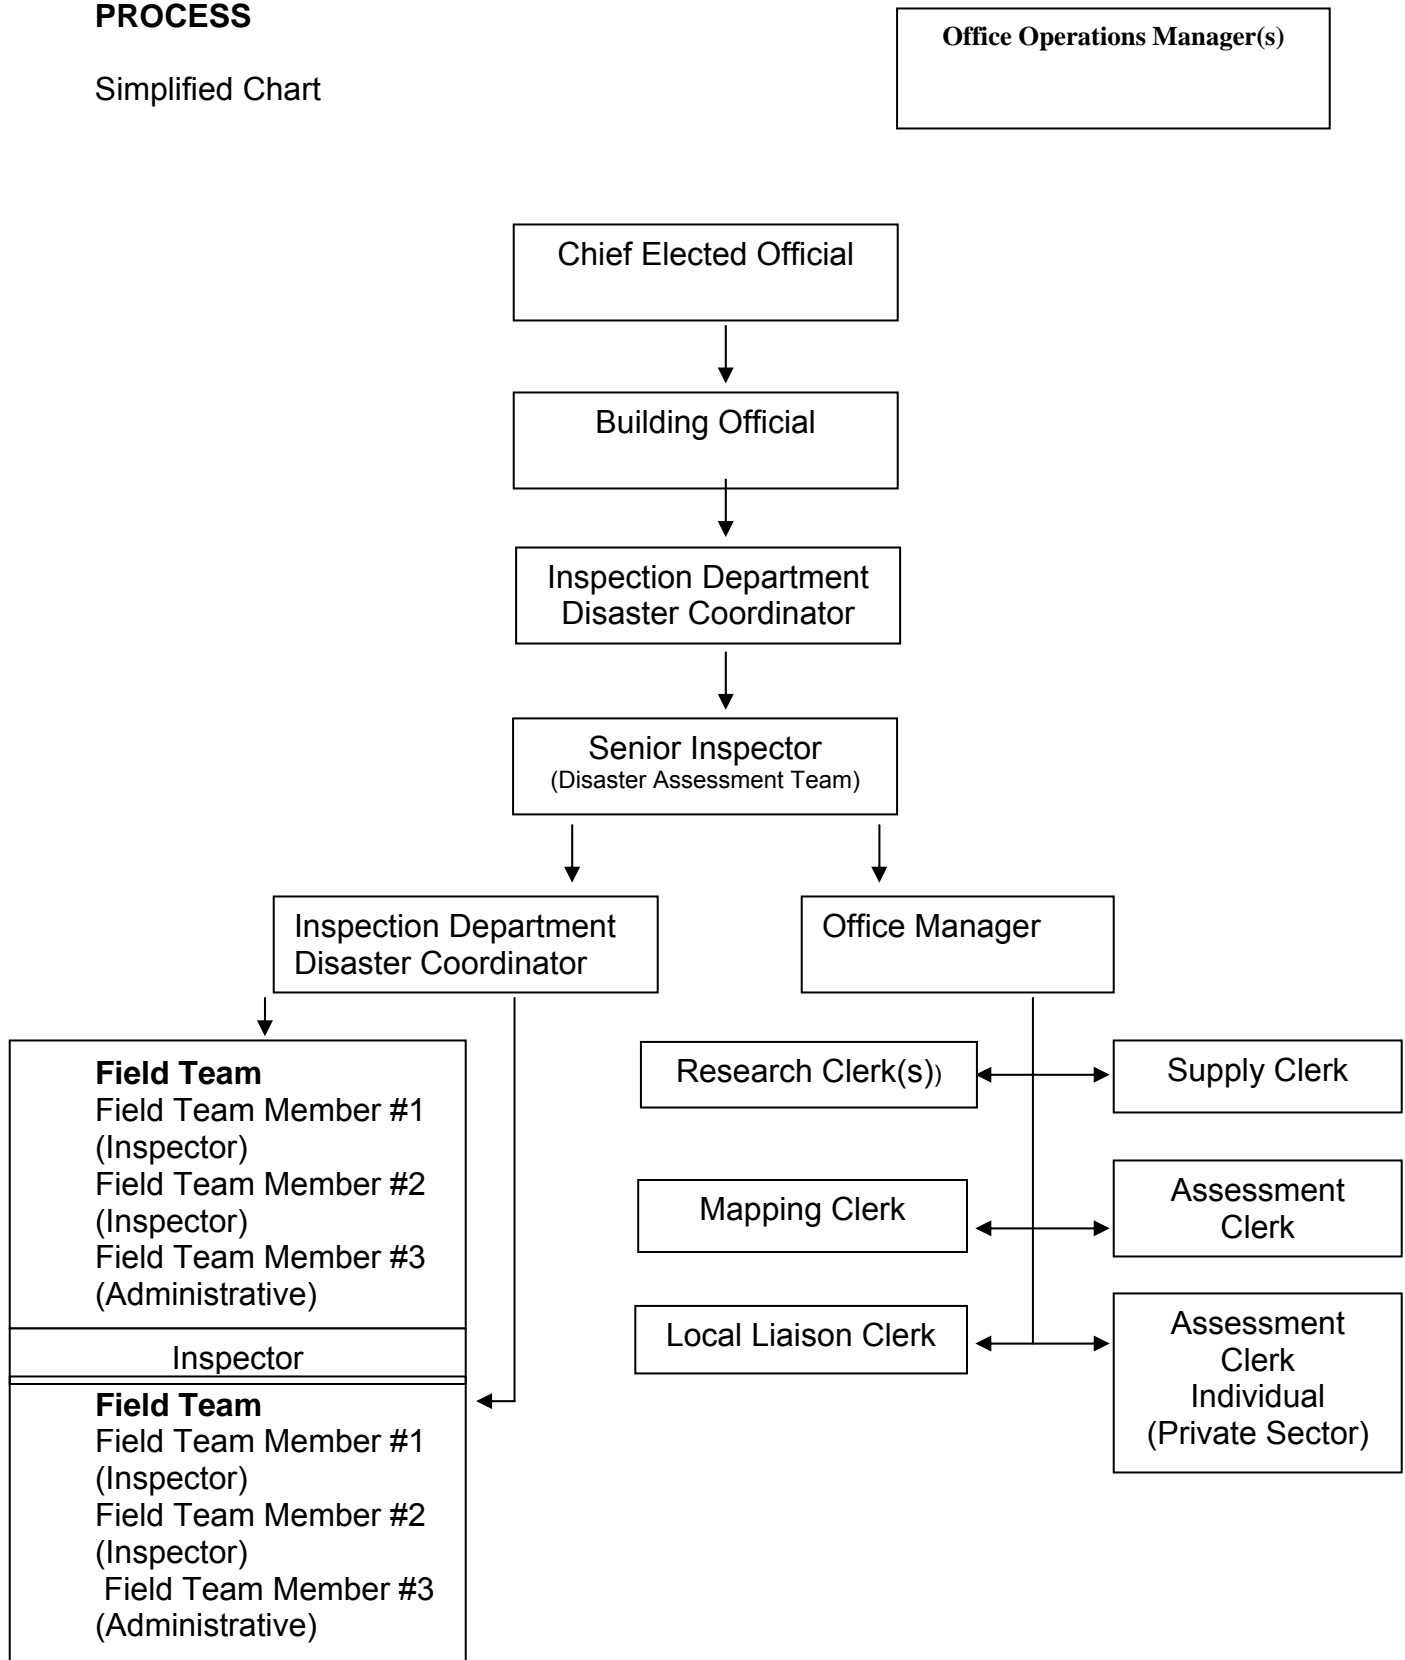 PROCESS
Office Operations Manager(s)
Simplified Chart
Chief Elected Official
Building Official
Inspection Department
Disaster Coordinator
Senior Inspector
(Disaster Assessment Team)
Inspection Department
Disaster Coordinator
Office Manager
Field Team
Field Team Member #1
(Inspector)
Field Team Member #2
(Inspector)
Field Team Member #3
(Administrative)
Inspector
Field Team
Field Team Member #1
(Inspector)
Field Team Member #2
(Inspector)
Field Team Member #3
(Administrative)
Research Clerk(s))
Supply Clerk
Mapping Clerk
Assessment
Clerk
Local Liaison Clerk
Assessment
Clerk
Individual
(Private Sector)